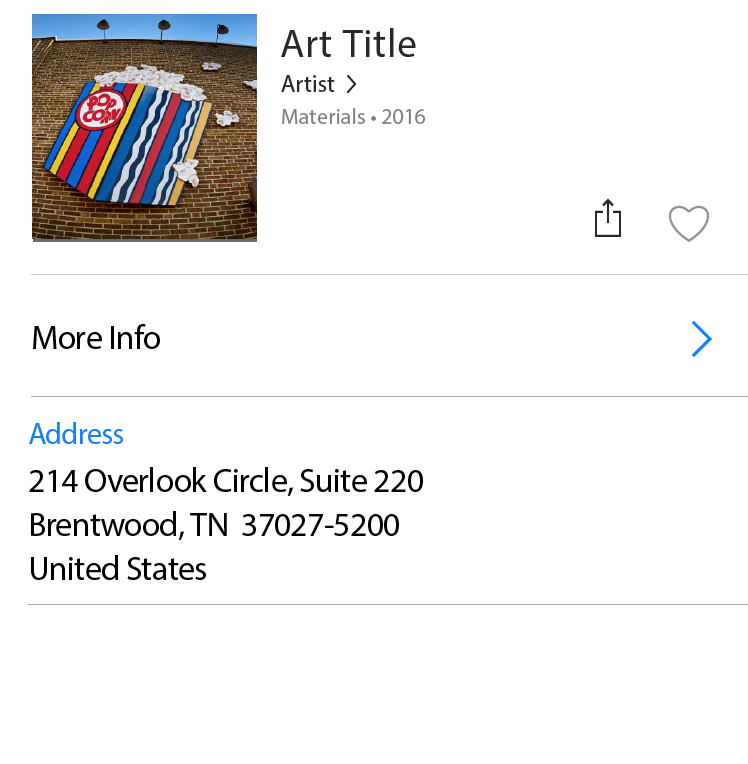 POP
CORN
Art Title
Artist
Materials • 2016
More Info
Address
214 Overlook Circle, Suite 220
Brentwood, TN  37027-5200
United States